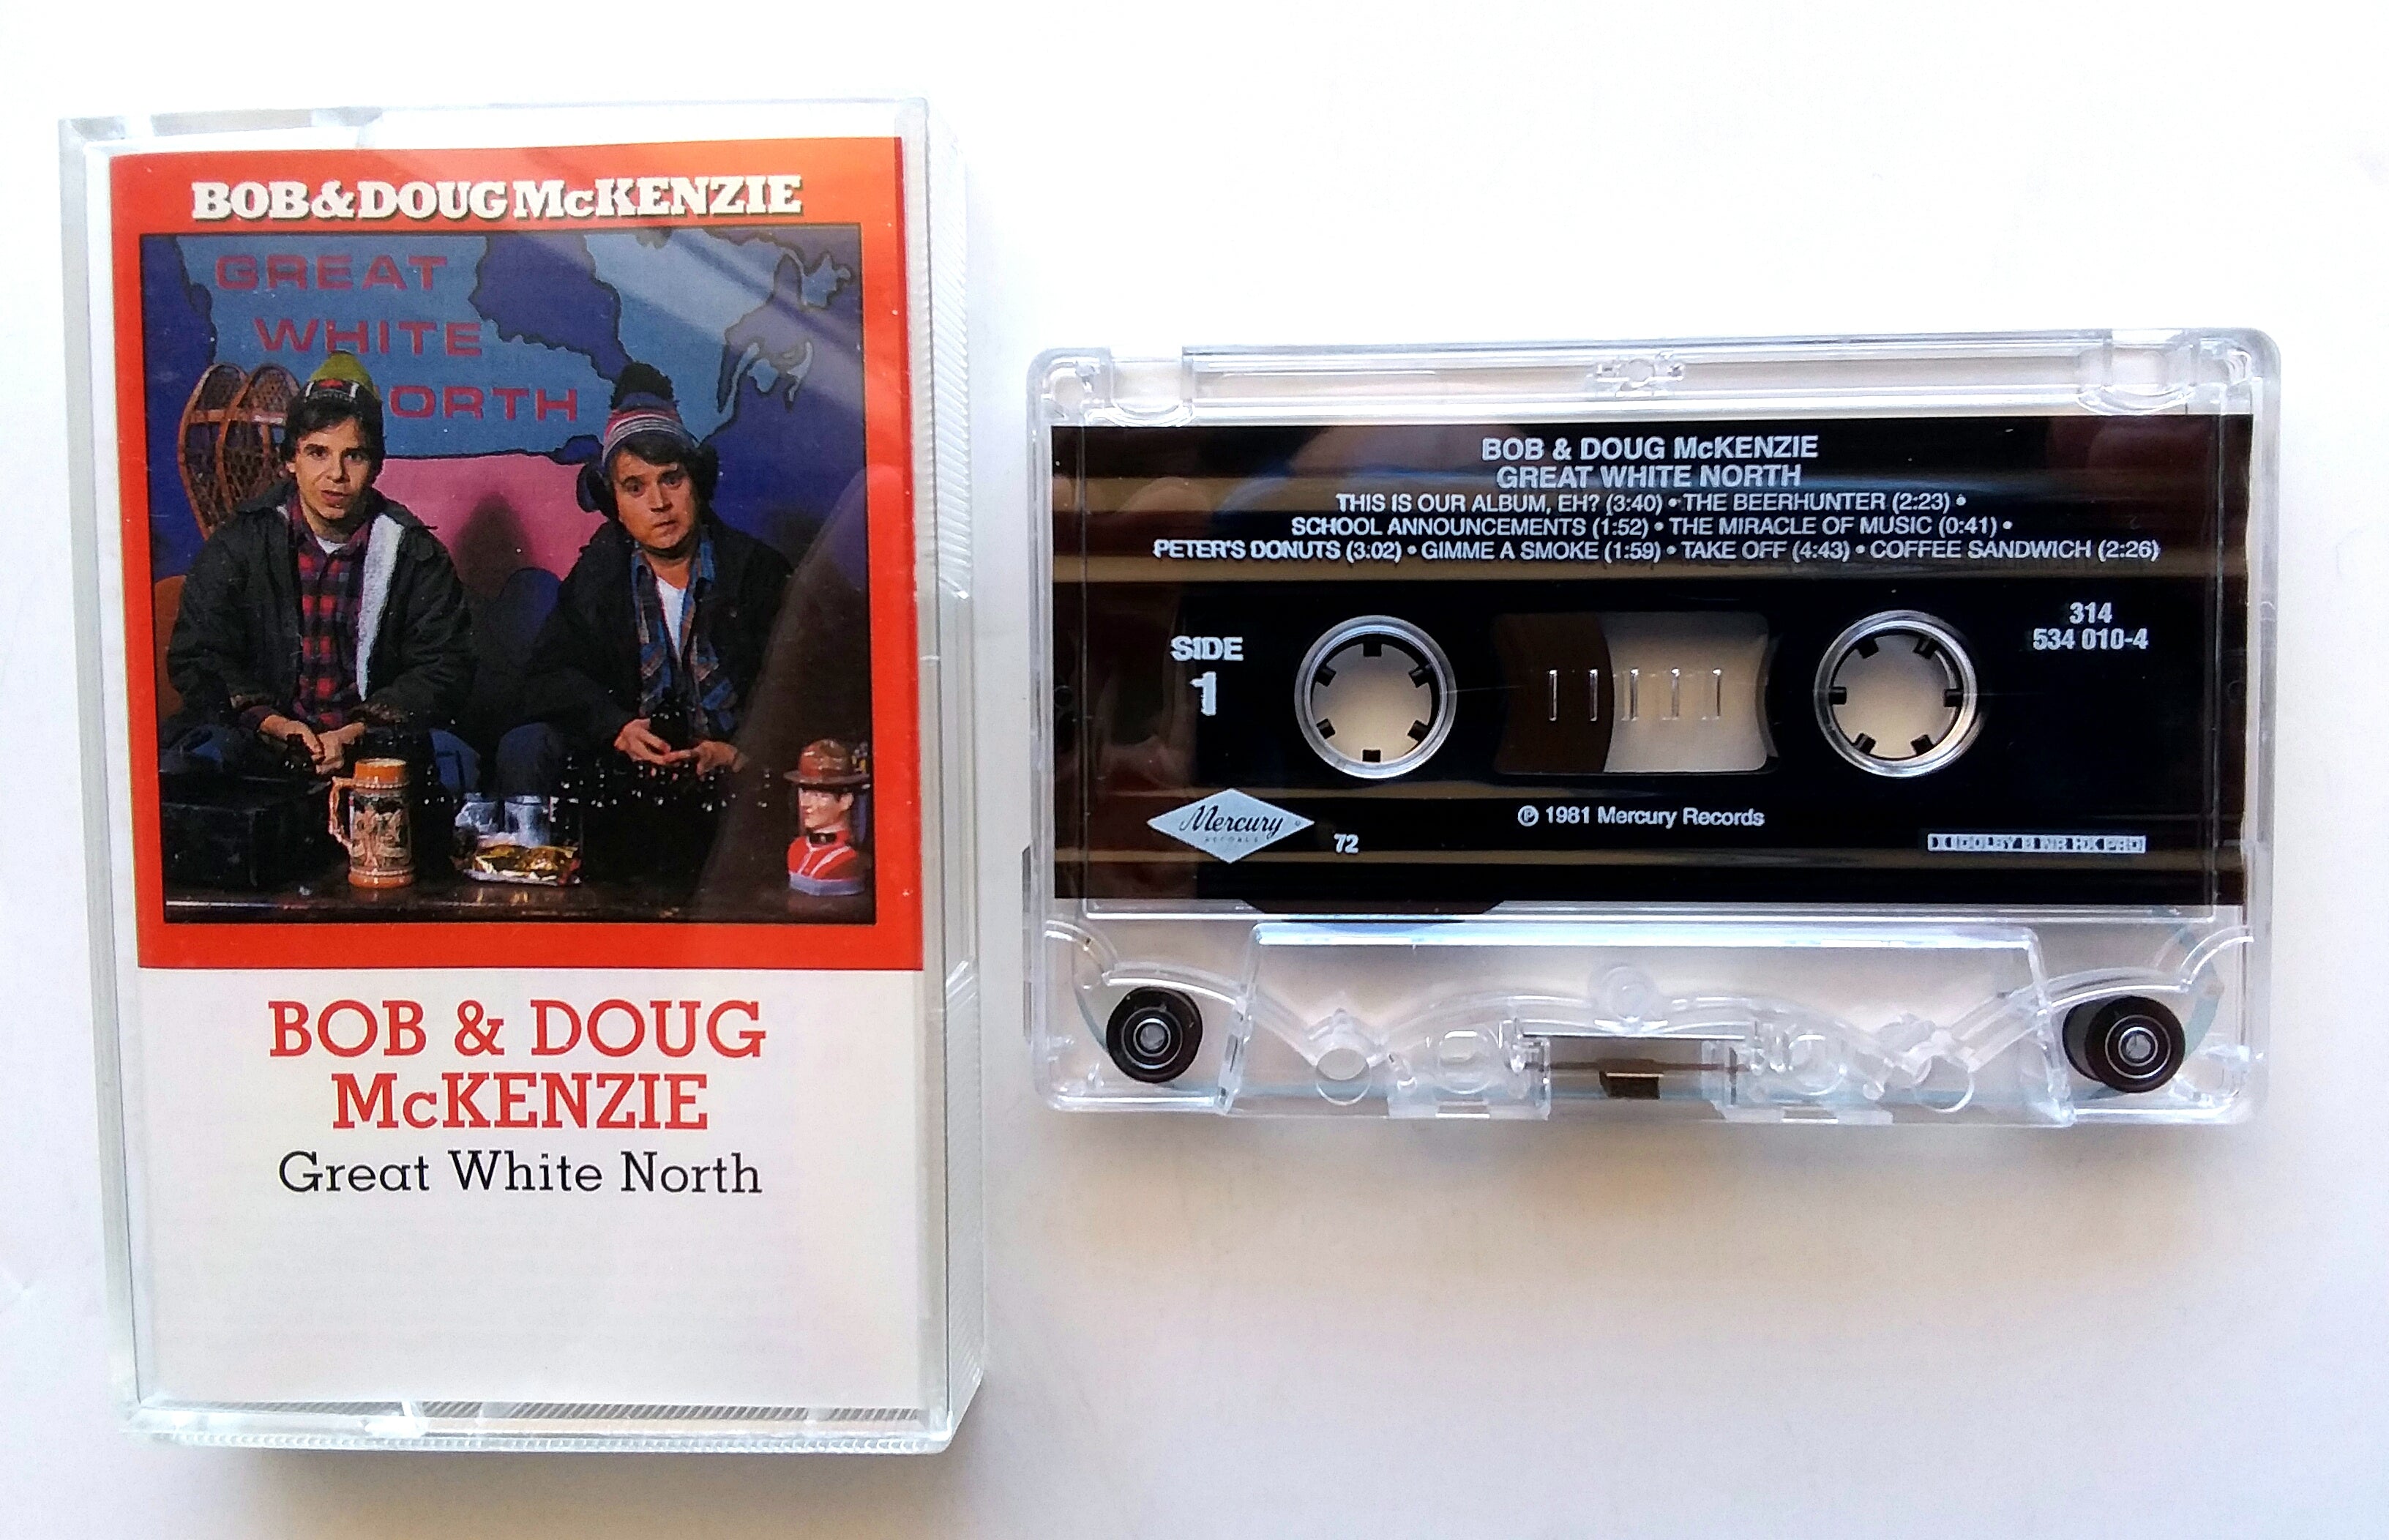 BOB&DOUG McKENZIE
GREAT
WHITE
ORTH
BOB & DOUG
McKENZIE
Great White North
BOB & DOUG McKENZIE
GREAT WHITE NORTH
THIS IS OUR ALBUM, EH? (3:40) • THE BEERHUNTER (2:23) •
SCHOOL ANNOUNCEMENTS (1:52) • THE MIRACLE OF MUSIC (0:41) •
PETER'S DONUTS (3:02) • GIMME A SMOKE (1:59) • TAKE OFF (4:43) • COFFEE SANDWICH (2:26)
SIDE
1
314
534 010-4
Mercury
RECORDS
72
℗ 1981 Mercury Records
DOLBY B NR HX PRO